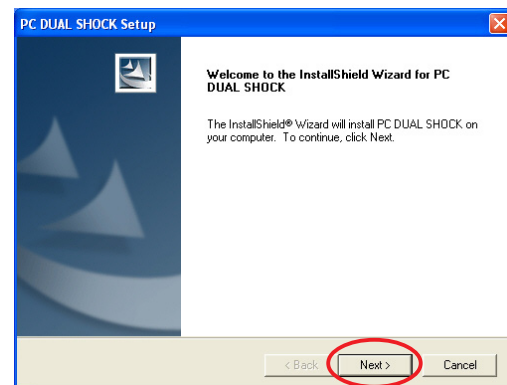 PC DUAL SHOCK Setup
Welcome to the InstallShield Wizard for PC
DUAL SHOCK
The InstallShield® Wizard will install PC DUAL SHOCK on
your computer. To continue, click Next.
< Back
Next >
Cancel